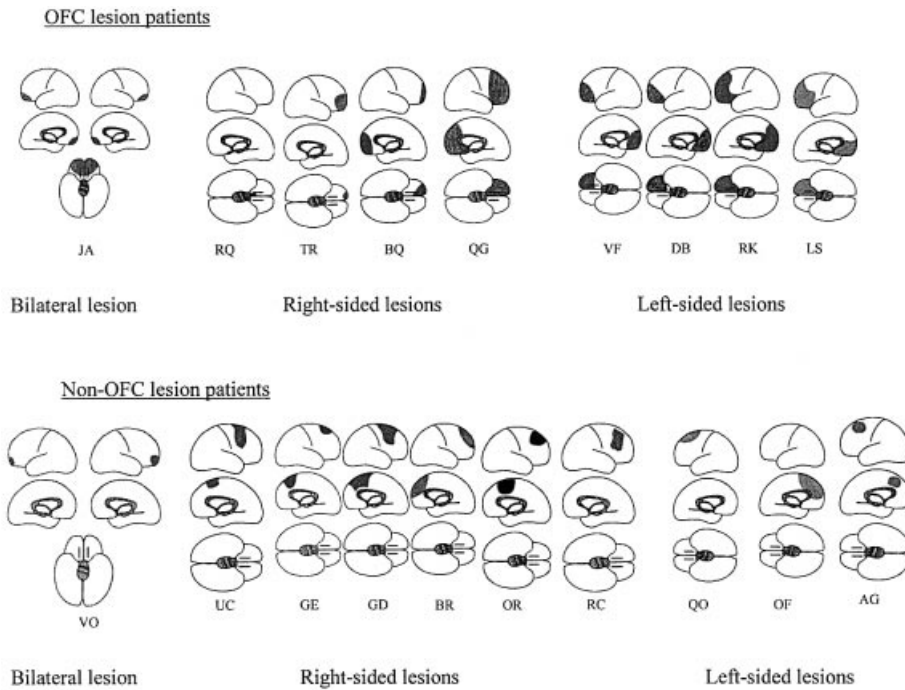 OFC lesion patients
JA
RQ TR BQ QG
VF DB RK LS
Bilateral lesion Right-sided lesions Left-sided lesions
Non-OFC lesion patients
VO
UC GE GD BR OR RC
QO OF AG
Bilateral lesion Right-sided lesions Left-sided lesions